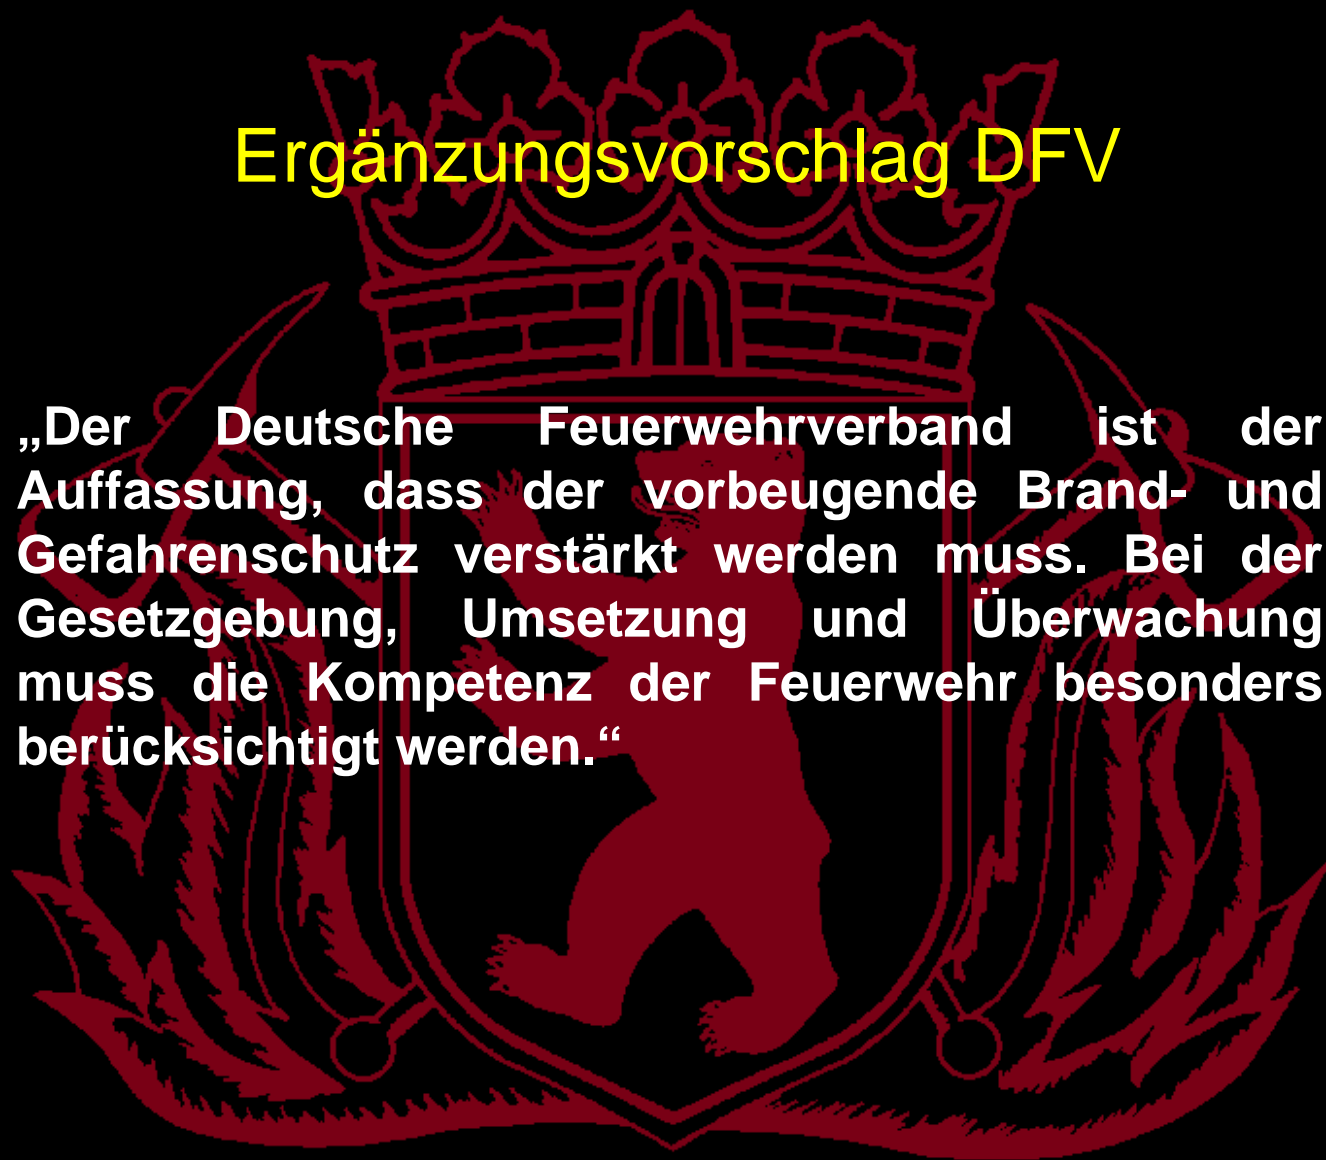 Ergänzungsvorschlag DFV
„Der Deutsche Feuerwehrverband ist der
Auffassung, dass der vorbeugende Brand- und
Gefahrenschutz verstärkt werden muss. Bei der
Gesetzgebung, Umsetzung und Überwachung
muss die Kompetenz der Feuerwehr besonders
berücksichtigt werden.“